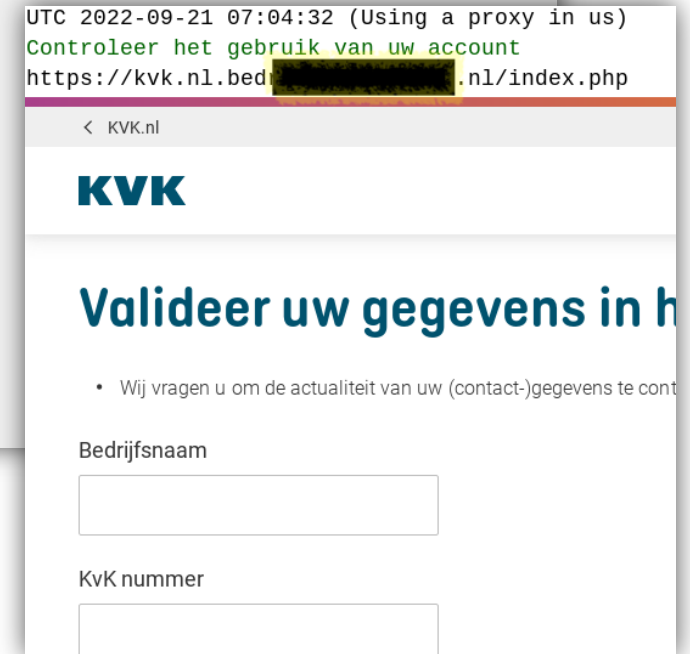 UTC 2022-09-21 07:04:32 (Using a proxy in us)
Controleer het gebruik van uw account
https://kvk.nl.bed .nl/index.php
KVK.nl
KVK
Valideer uw gegevens in h
• Wij vragen u om de actualiteit van uw (contact-)gegevens te cont
Bedrijfsnaam
KvK nummer